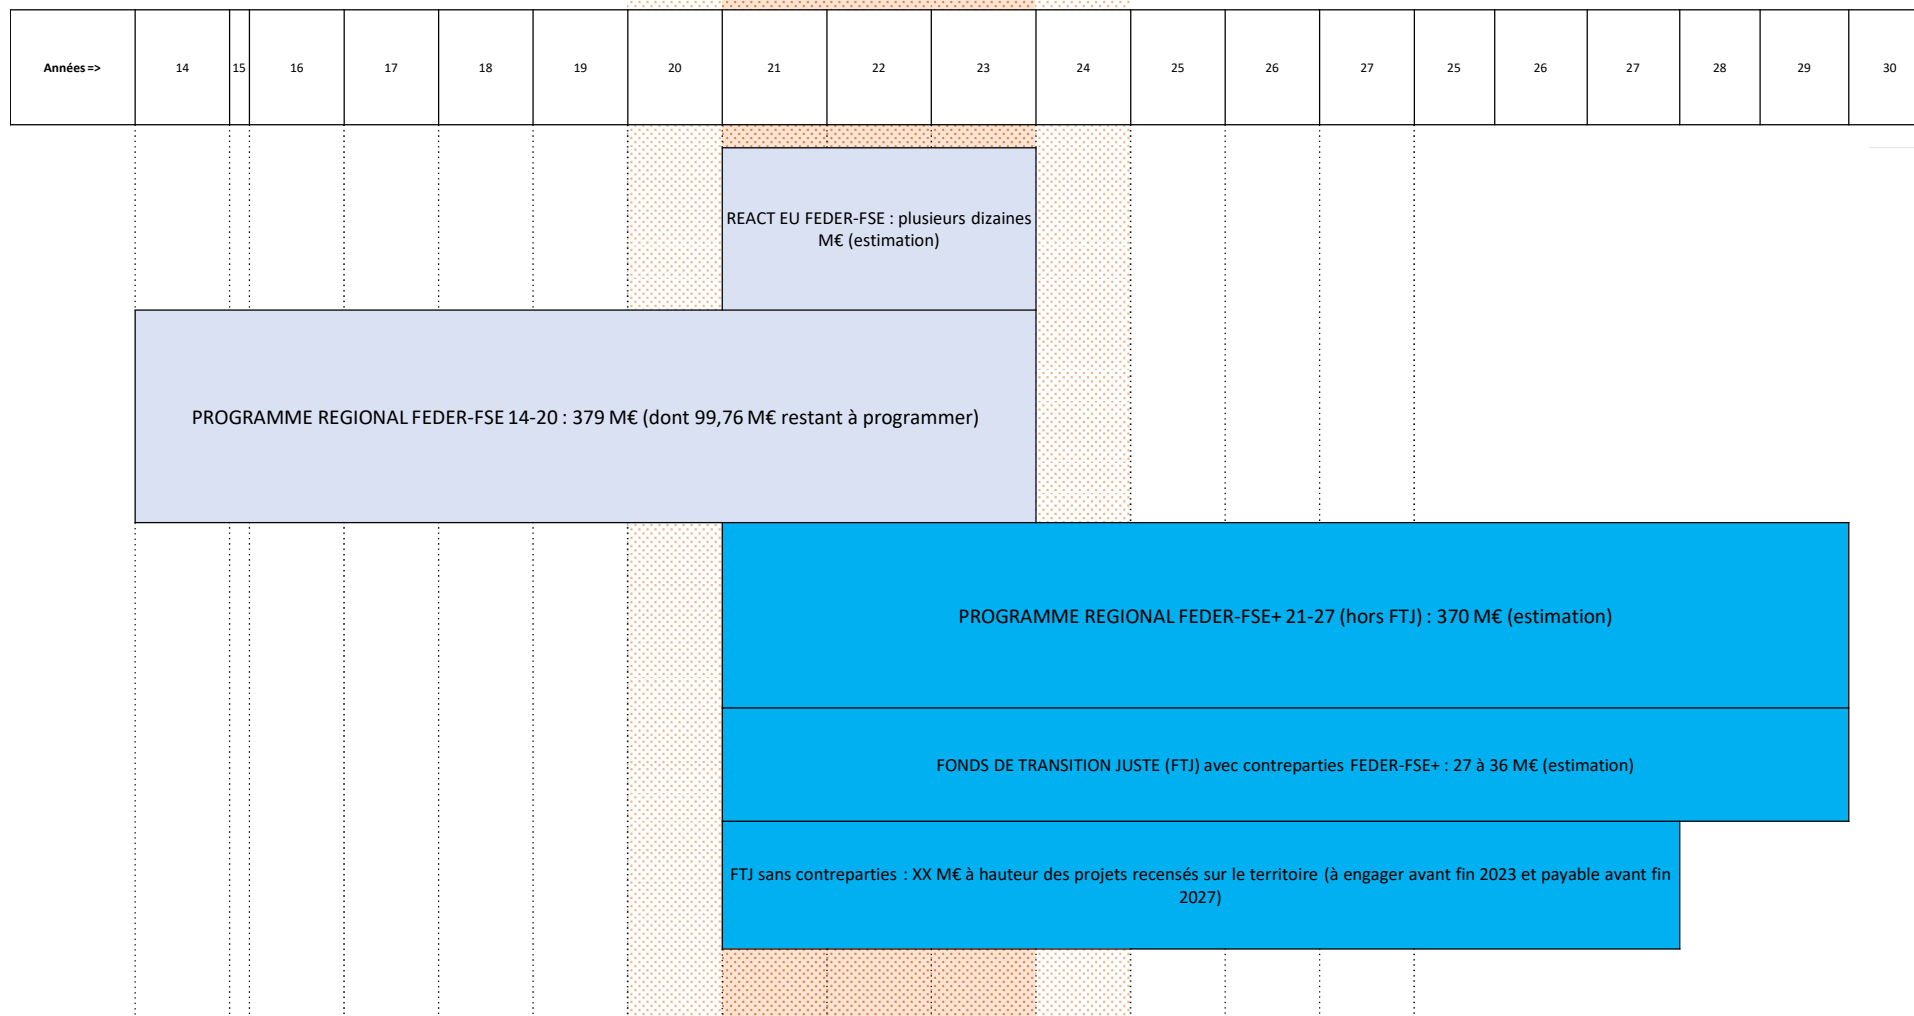 Années=> 14 15 16 17 18 19 20 21 22 23 24 25 26 27 25 26 27 28 29 30
REACT EU FEDER-FSE : plusieurs dizaines
M€ (estimation)
PROGRAMME REGIONAL FEDER-FSE 14-20 : 379 M€ (dont 99,76 M€ restant à programmer)
PROGRAMME REGIONAL FEDER-FSE+ 21-27 (hors FTJ) : 370 M€ (estimation)
FONDS DE TRANSITION JUSTE (FTJ) avec contreparties FEDER-FSE+ : 27 à 36 M€ (estimation)
FTJ sans contreparties : XX M€ à hauteur des projets recensés sur le territoire (à engager avant fin 2023 et payable avant fin
2027)